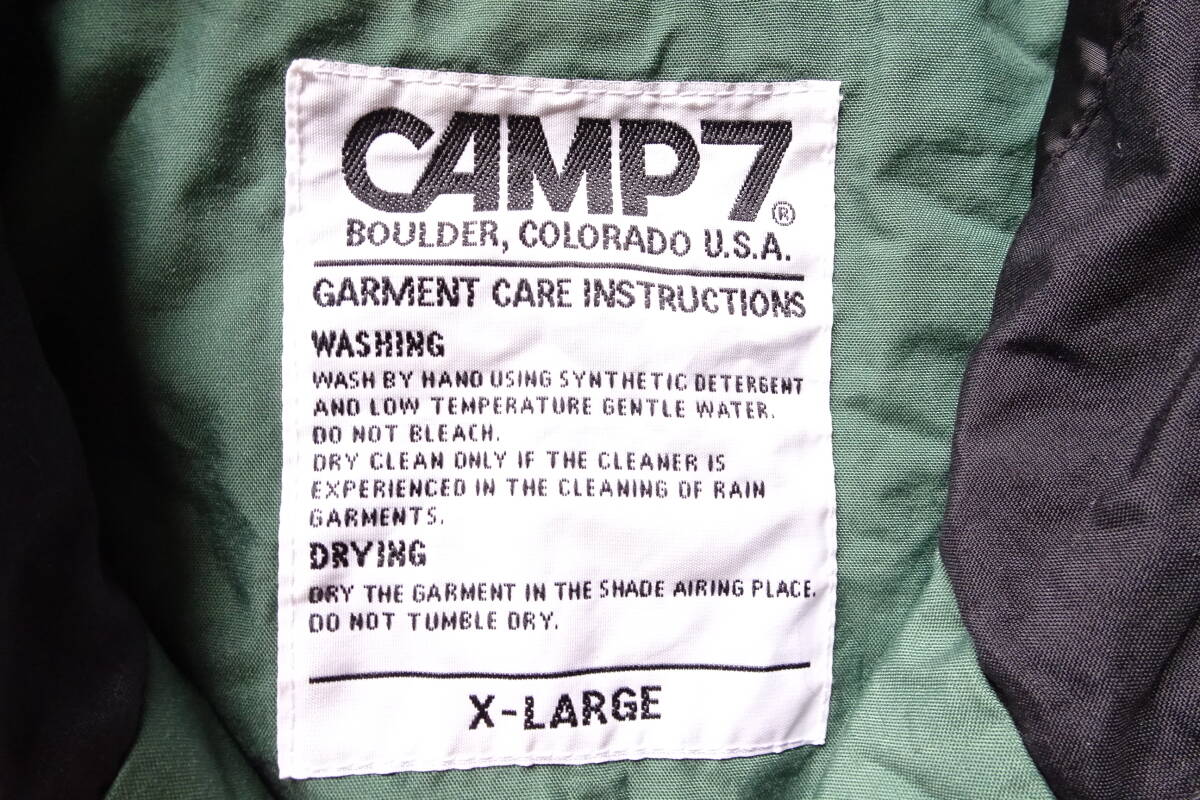 CAMP7®
BOULDER, COLORADO U.S.A.
GARMENT CARE INSTRUCTIONS
WASHING
WASH BY HAND USING SYNTHETIC DETERGENT
AND LOW TEMPERATURE GENTLE WATER.
DO NOT BLEACH.
DRY CLEAN ONLY IF THE CLEANER IS
EXPERIENCED IN THE CLEANING OF RAIN
GARMENTS.
DRYING
DRY THE GARMENT IN THE SHADE AIRING PLACE.
DO NOT TUMBLE DRY.
X-LARGE